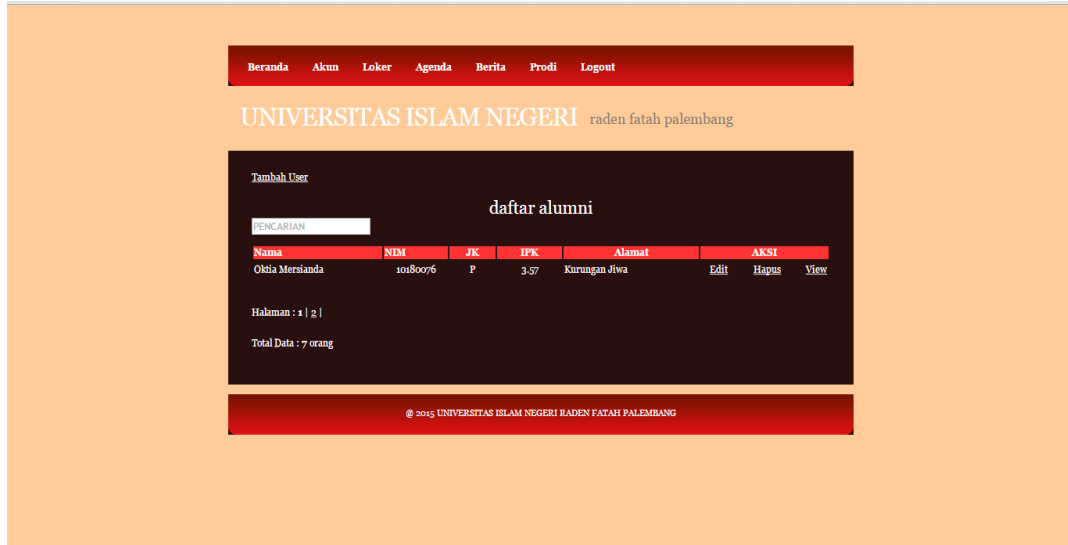 Beranda Akun Loker Agenda Berita Prodi Logout
UNIVERSITAS ISLAM NEGERI raden fatah palembang
Tambah User
daftar alumni
PENCARIAN
Nama NIM JK IPK Alamat AKSI
Oktia Mersianda 10180076 P 3.57 Kurungan Jiwa Edit Hapus View
Halaman : 1 | 2 |
Total Data : 7 orang
@ 2015 UNIVERSITAS ISLAM NEGERI RADEN FATAH PALEMBANG